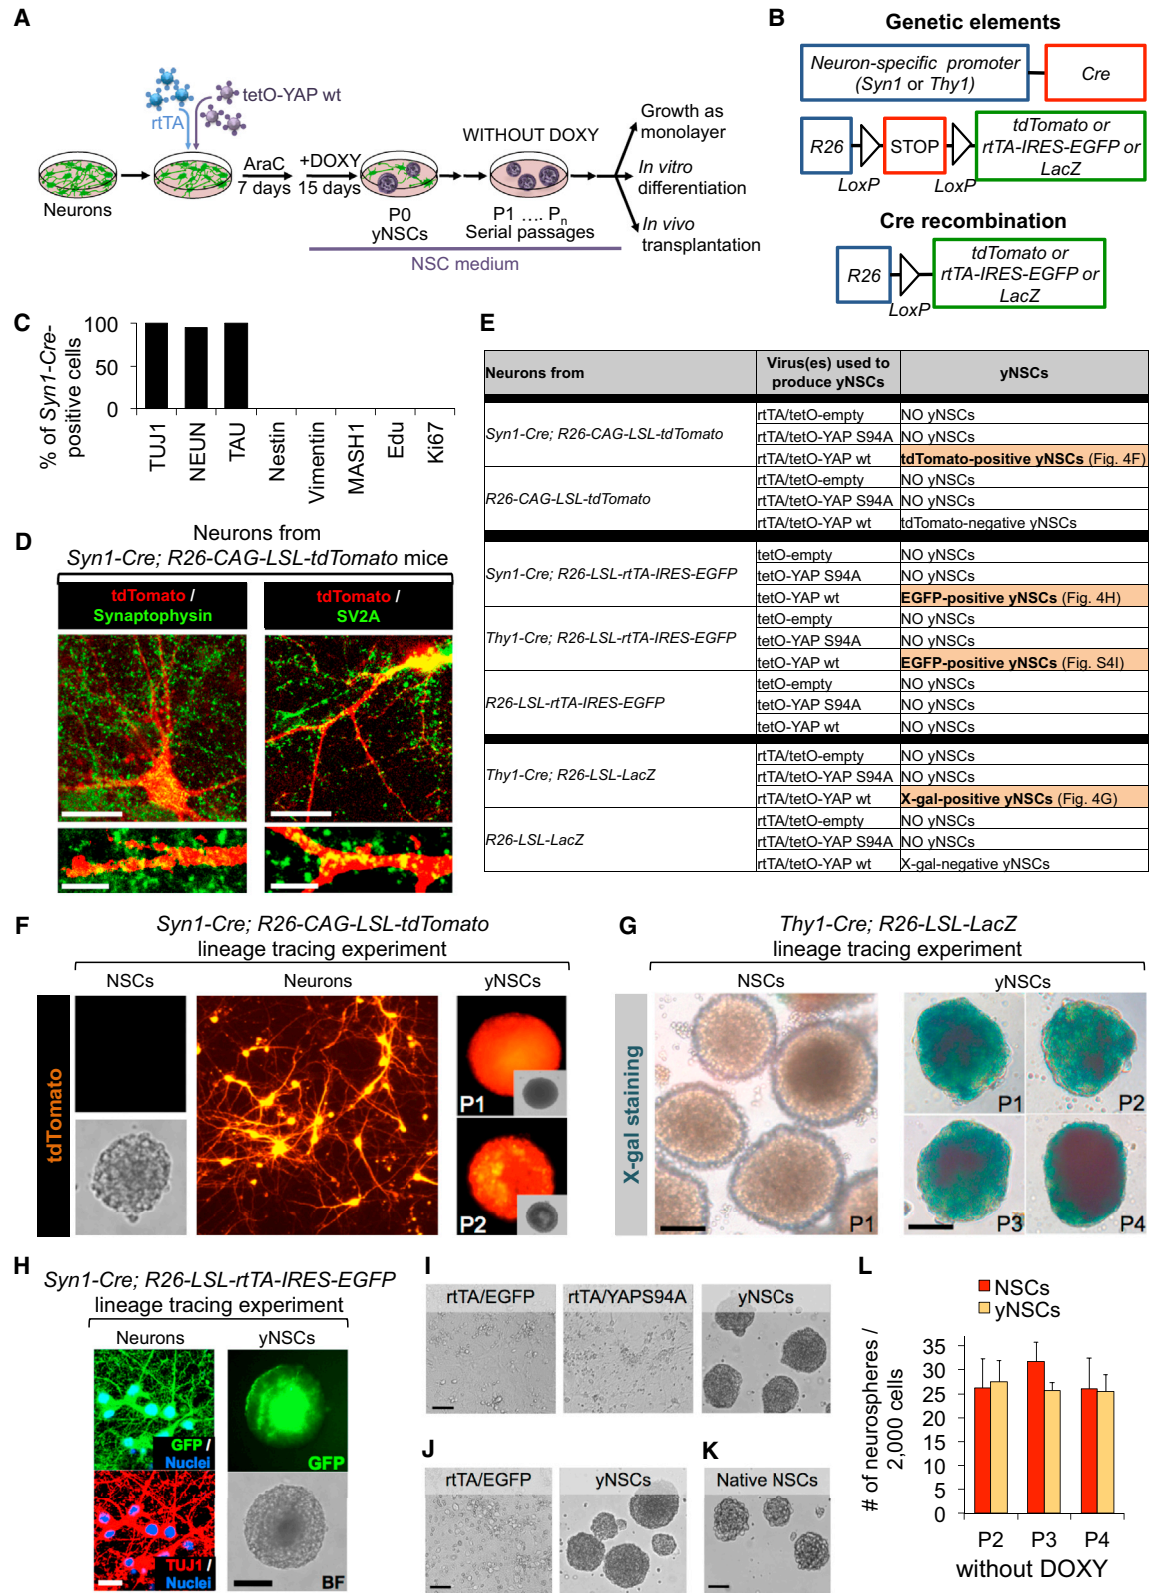 A
rtTA
tetO-YAP wt
Neurons
AraC
7 days
+DOXY
15 days
WITHOUT DOXY
P0
yNSCs
P1 .... Pn
Serial passages
NSC medium
Growth as
monolayer
In vitro
differentiation
In vivo
transplantation
B
Genetic elements
Neuron-specific promoter
(Syn1 or Thy1)
Cre
R26
STOP
tdTomato or
rtTA-IRES-EGFP or
LacZ
LoxP
LoxP
Cre recombination
R26
tdTomato or
rtTA-IRES-EGFP or
LacZ
LoxP
C
% of Syn1-Cre-
positive cells
100
50
0
TUJ1
NEUN
TAU
Nestin
Vimentin
MASH1
Edu
Ki67
D
Neurons from
Syn1-Cre; R26-CAG-LSL-tdTomato mice
tdTomato /
Synaptophysin
tdTomato /
SV2A
E
Neurons from
Virus(es) used to
produce yNSCs
yNSCs
Syn1-Cre; R26-CAG-LSL-tdTomato
rtTA/tetO-empty NO yNSCs
rtTA/tetO-YAP S94A NO yNSCs
rtTA/tetO-YAP wt tdTomato-positive yNSCs (Fig. 4F)
R26-CAG-LSL-tdTomato
rtTA/tetO-empty NO yNSCs
rtTA/tetO-YAP S94A NO yNSCs
rtTA/tetO-YAP wt tdTomato-negative yNSCs
Syn1-Cre; R26-LSL-rtTA-IRES-EGFP
tetO-empty NO yNSCs
tetO-YAP S94A NO yNSCs
tetO-YAP wt EGFP-positive yNSCs (Fig. 4H)
Thy1-Cre; R26-LSL-rtTA-IRES-EGFP
tetO-empty NO yNSCs
tetO-YAP S94A NO yNSCs
tetO-YAP wt EGFP-positive yNSCs (Fig. S4I)
R26-LSL-rtTA-IRES-EGFP
tetO-empty NO yNSCs
tetO-YAP S94A NO yNSCs
tetO-YAP wt NO yNSCs
Thy1-Cre; R26-LSL-LacZ
rtTA/tetO-empty NO yNSCs
rtTA/tetO-YAP S94A NO yNSCs
rtTA/tetO-YAP wt X-gal-positive yNSCs (Fig. 4G)
R26-LSL-LacZ
rtTA/tetO-empty NO yNSCs
rtTA/tetO-YAP S94A NO yNSCs
rtTA/tetO-YAP wt X-gal-negative yNSCs
F
Syn1-Cre; R26-CAG-LSL-tdTomato
lineage tracing experiment
NSCs
Neurons
yNSCs
tdTomato
P1
P2
G
Thy1-Cre; R26-LSL-LacZ
lineage tracing experiment
NSCs
yNSCs
X-gal staining
P1
P1
P2
P3
P4
H
Syn1-Cre; R26-LSL-rtTA-IRES-EGFP
lineage tracing experiment
Neurons
yNSCs
GFP /
Nuclei
GFP
TUJ1 /
Nuclei
BF
I
rtTA/EGFP
rtTA/YAPS94A
yNSCs
J
rtTA/EGFP
yNSCs
K
Native NSCs
L
NSCs
yNSCs
# of neurospheres /
2,000 cells
35
30
25
20
15
10
5
0
P2
P3
P4
without DOXY